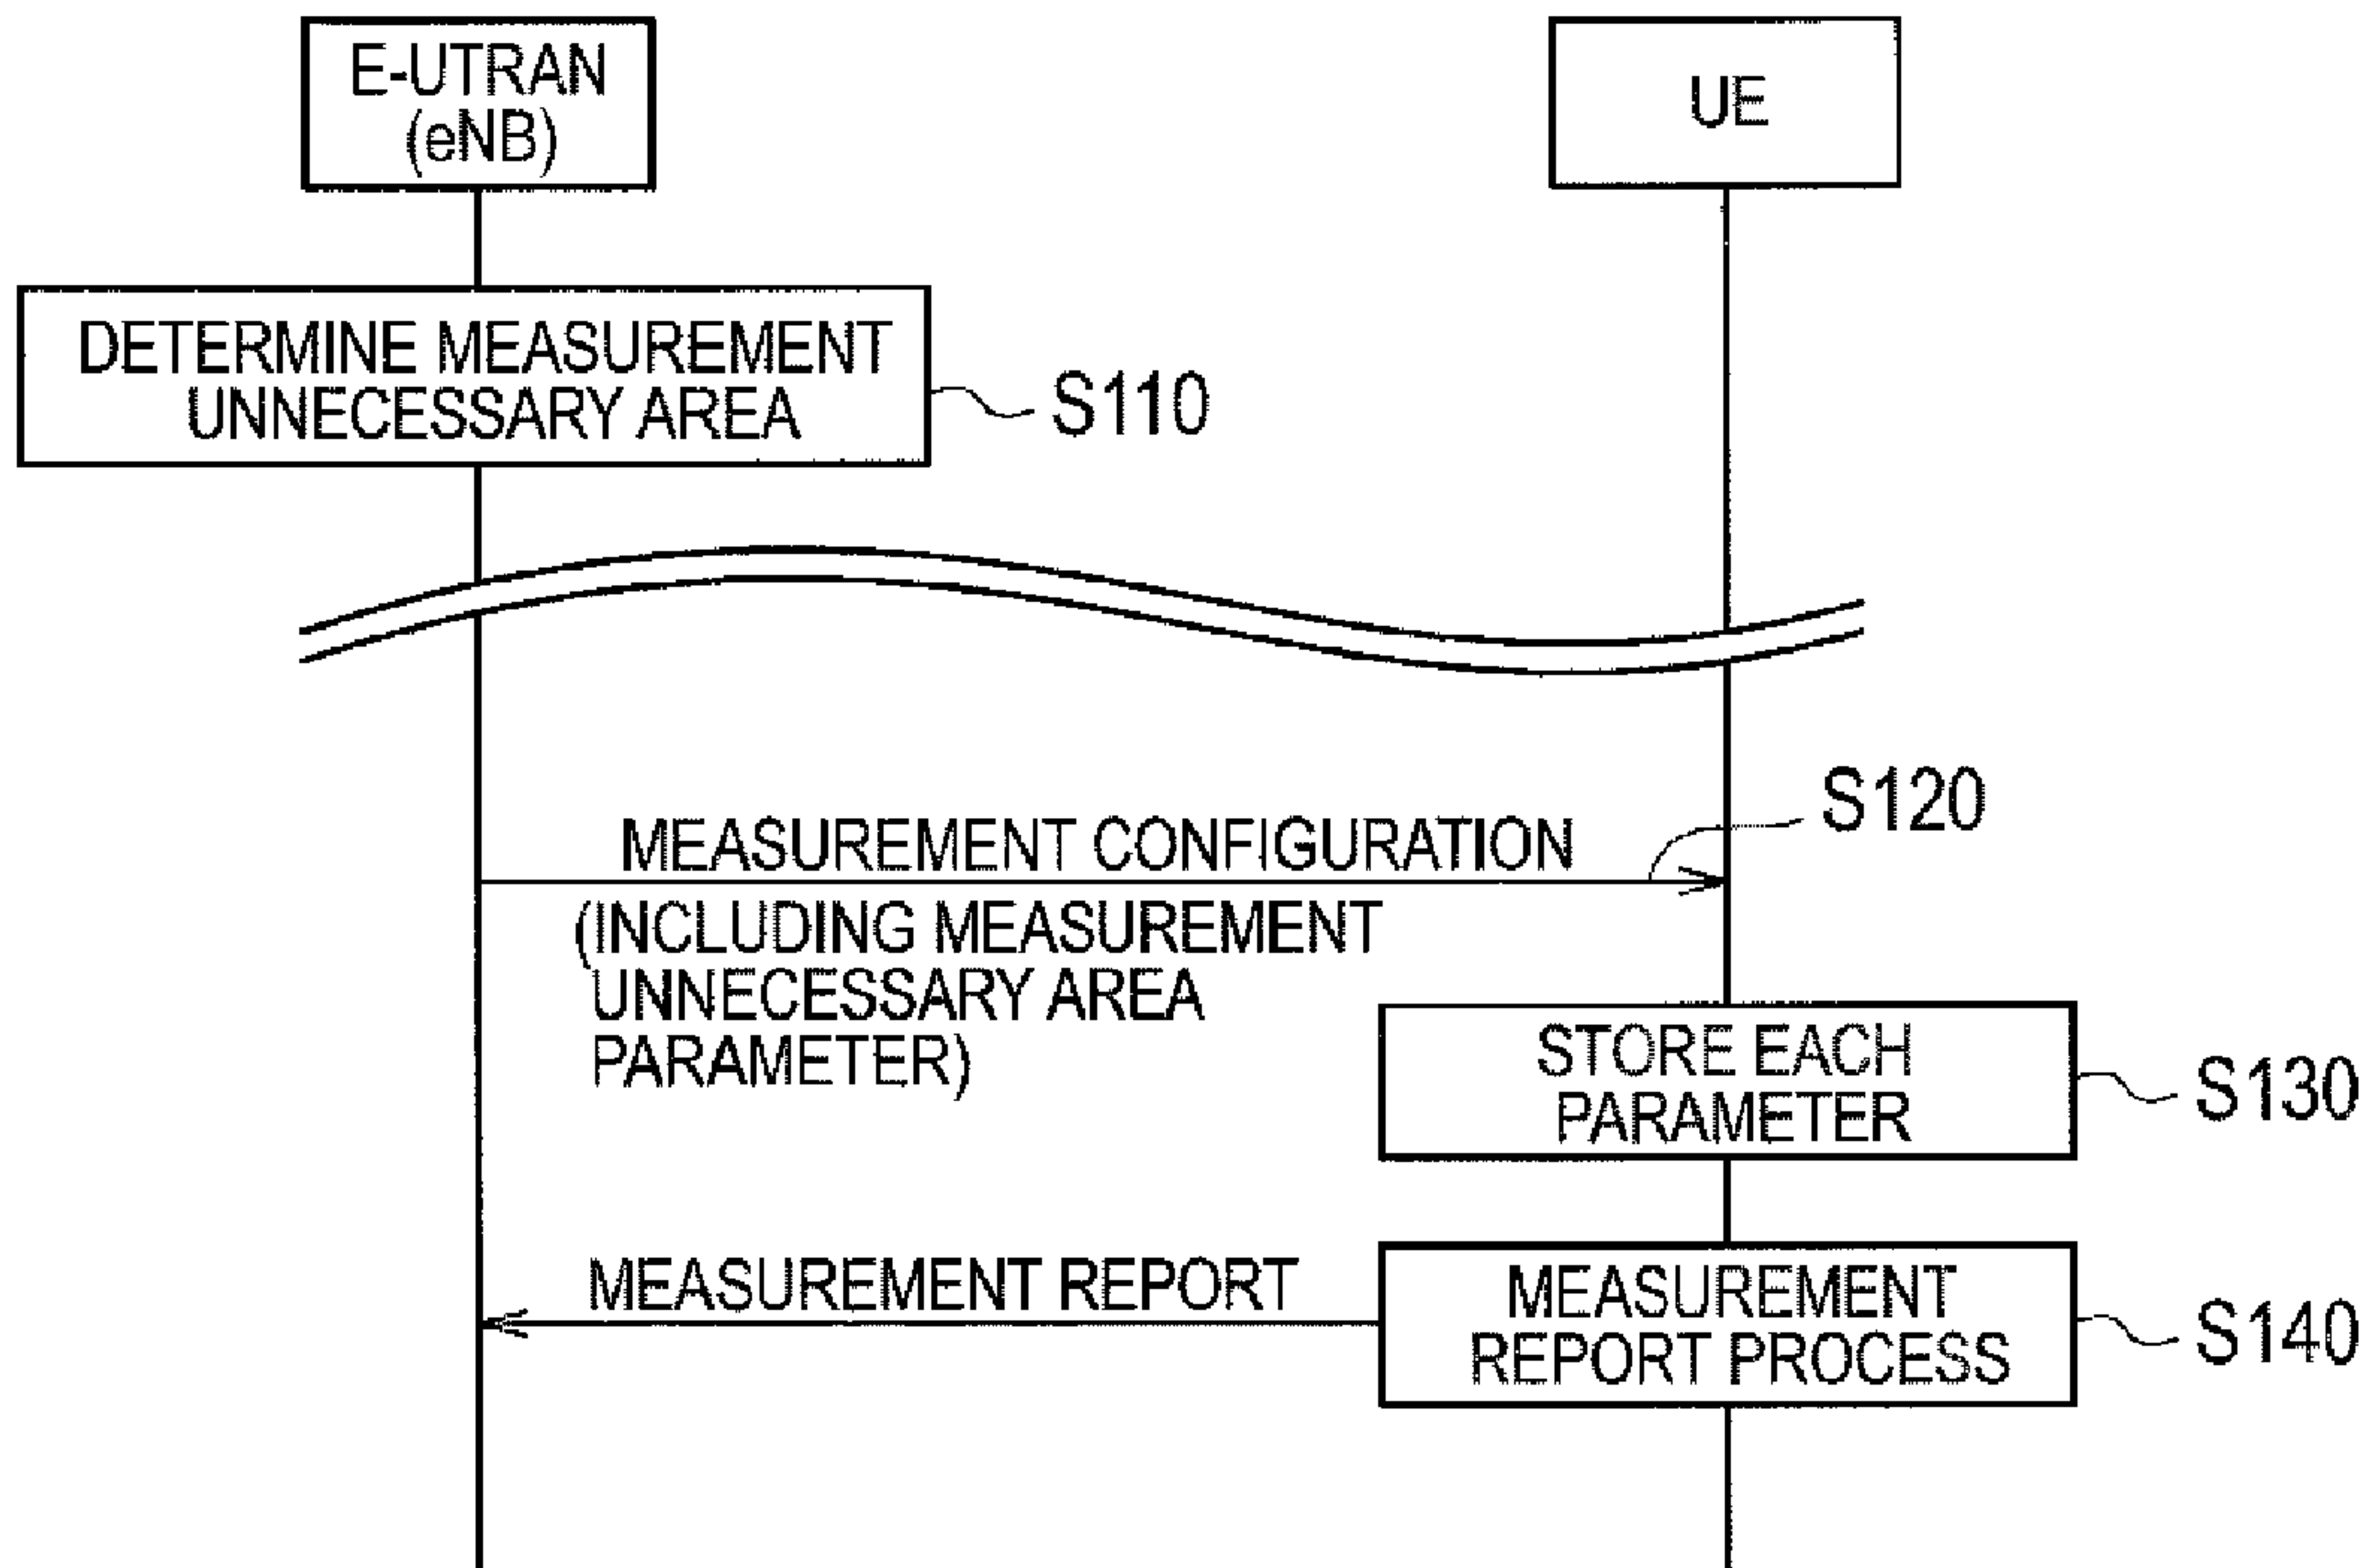 E-UTRAN
(eNB)
UE
DETERMINE MEASUREMENT
UNNECESSARY AREA
S110
S120
MEASUREMENT CONFIGURATION
(INCLUDING MEASUREMENT
UNNECESSARY AREA
PARAMETER)
STORE EACH
PARAMETER
S130
MEASUREMENT REPORT
MEASUREMENT
REPORT PROCESS
S140